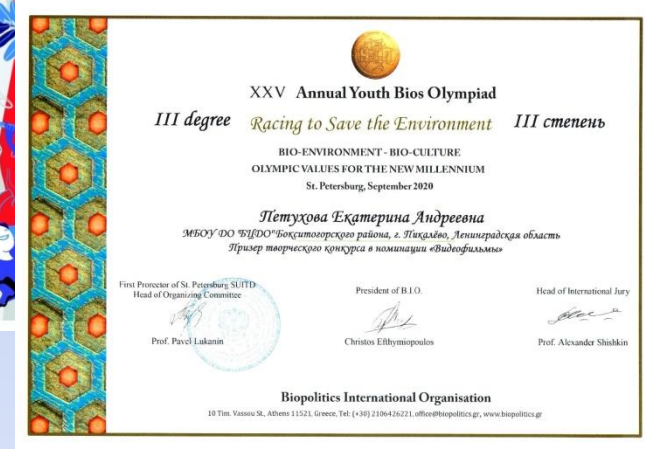 XXV Annual Youth Bios Olympiad
III degree Racing to Save the Environment III степень
BIO-ENVIRONMENT - BIO-CULTURE
OLYMPIC VALUES FOR THE NEW MILLENNIUM
St. Petersburg, September 2020
Петухова Екатерина Андреевна
МБОУ ДО "БЦДО"Бокситогорского района, г. Пикалёво, Ленинградская область
Призер творческого конкурса в номинации «Видеофильмы»
First Prorector of St. Petersburg SUITD
Head of Organizing Committee
President of B.I.O.
Head of International Jury
Prof. Pavel Lukanin
Christos Efthymiopoulos
Prof. Alexander Shishkin
Biopolitics International Organisation
10 Tim. Vassou St., Athens 11521, Greece, Tel: (+30) 2106426221, office@biopolitics.gr, www.biopolitics.gr